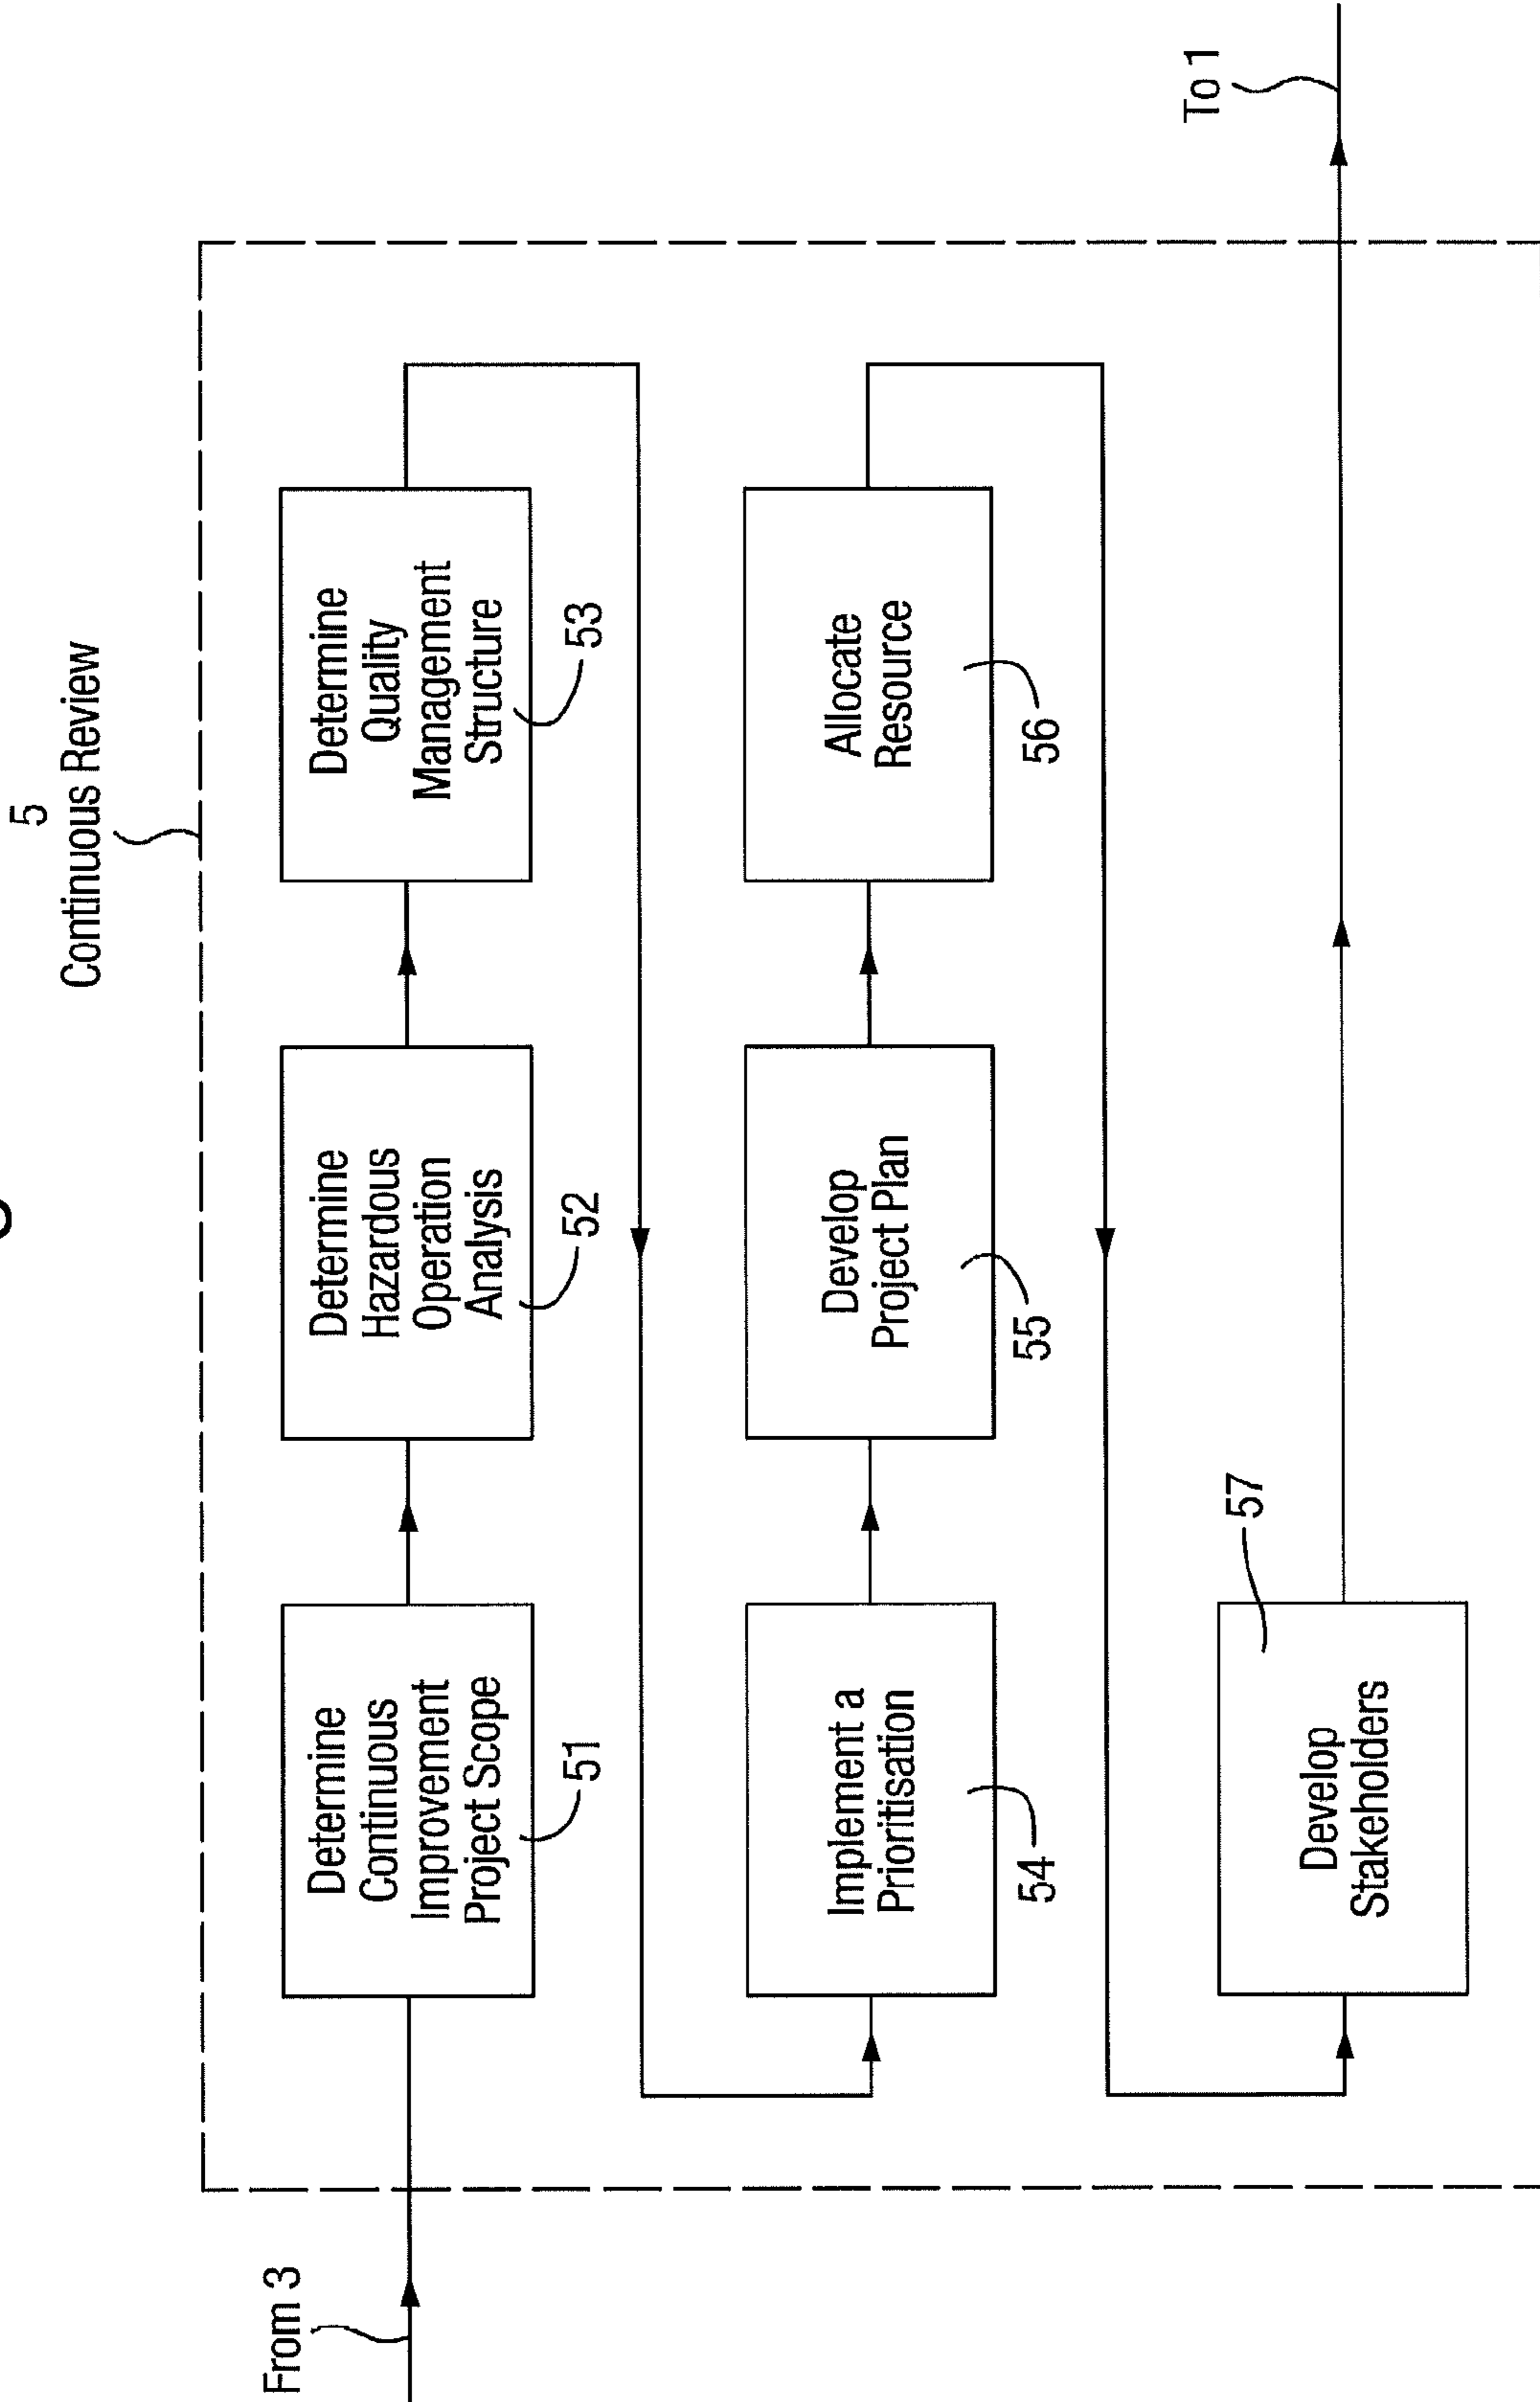 5
Continuous Review
From 3
Determine
Continuous
Improvement
Project Scope
51
Determine
Hazardous
Operation
Analysis
52
Determine
Quality
Management
Structure
53
Implement a
Prioritisation
54
Develop
Project Plan
55
Allocate
Resource
56
Develop
Stakeholders
57
To 1